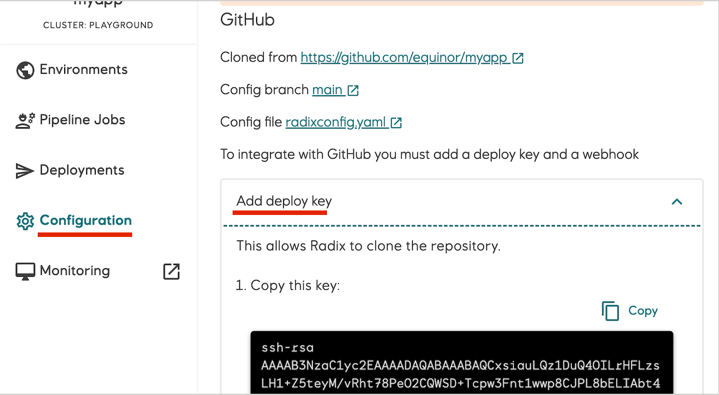 myapp
CLUSTER: PLAYGROUND
Environments
Pipeline Jobs
Deployments
Configuration
Monitoring
GitHub
Cloned from https://github.com/equinor/myapp
Config branch main
Config file radixconfig.yaml
To integrate with GitHub you must add a deploy key and a webhook
Add deploy key
This allows Radix to clone the repository.
1. Copy this key:
Copy
ssh-rsa
AAAAB3NzaC1yc2EAAAADAQABAAABAQCxsiauLQz1DuQ4OILrHFLzs
LH1+Z5teyM/vRht78PeO2CQWSD+Tcpw3Fnt1wwp8CJPL8bELIAbt4